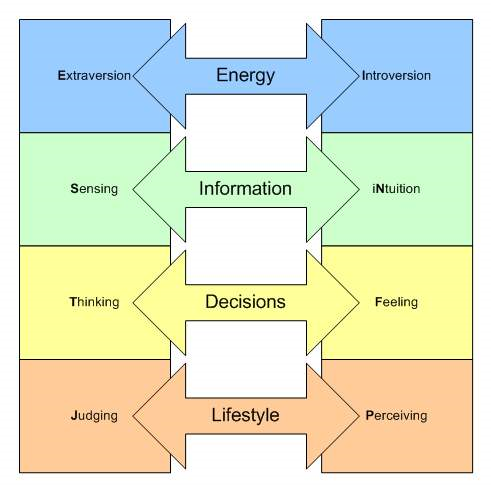 Extraversion Energy Introversion
Sensing Information iNtuition
Thinking Decisions Feeling
Judging Lifestyle Perceiving